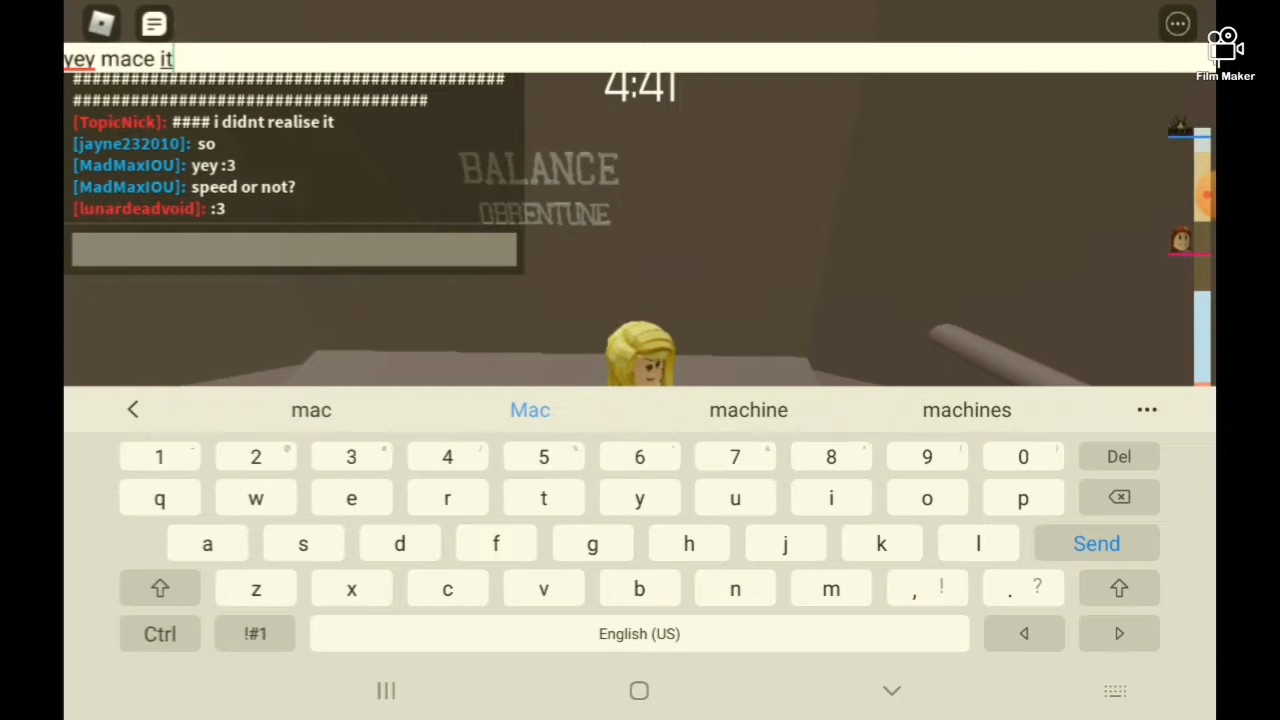 yey mace it
Film Maker
4:41
############################################
###################################
[TopicNick]: #### i didnt realise it
[jayne232010]: so
[MadMaxIOU]: yey :3
[MadMaxIOU]: speed or not?
[lunardeadvoid]: :3
BALANCE
OBRENTUNE
mac Mac machine machines
1 2 3 4 5 6 7 8 9 0 Del
q w e r t y u i o p
a s d f g h j k l Send
z x c v b n m , ! . ?
Ctrl !#1 English (US)